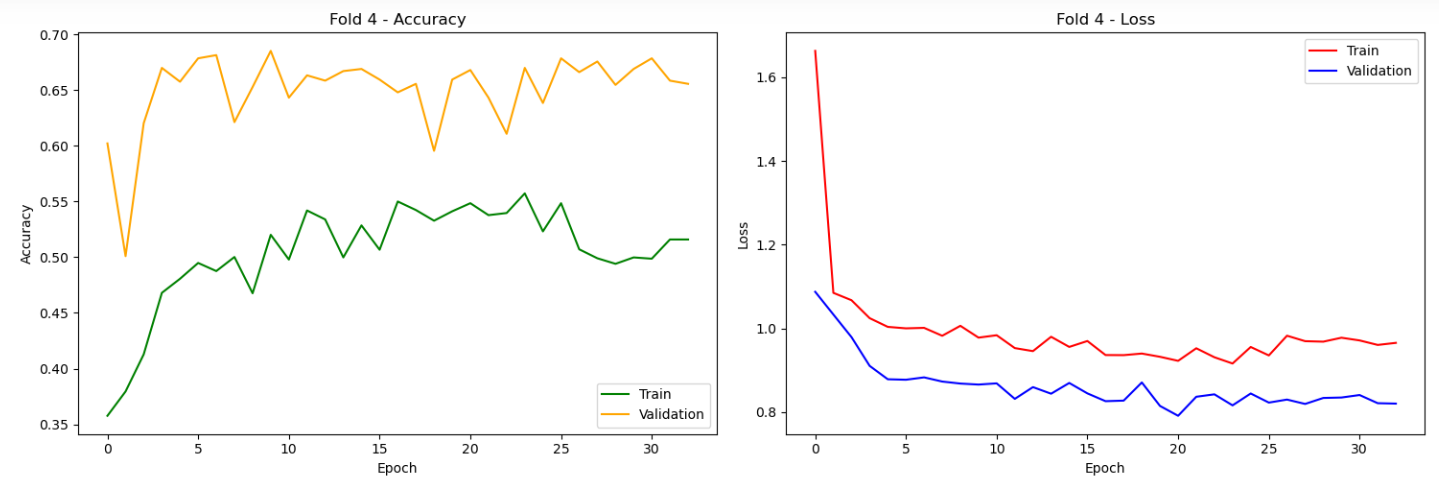 Fold 4 - Accuracy
0.70
0.65
0.60
0.55
0.50
0.45
0.40
0.35
Accuracy
Train
Validation
0 5 10 15 20 25 30
Epoch
Fold 4 - Loss
1.6
1.4
1.2
1.0
0.8
Loss
Train
Validation
0 5 10 15 20 25 30
Epoch